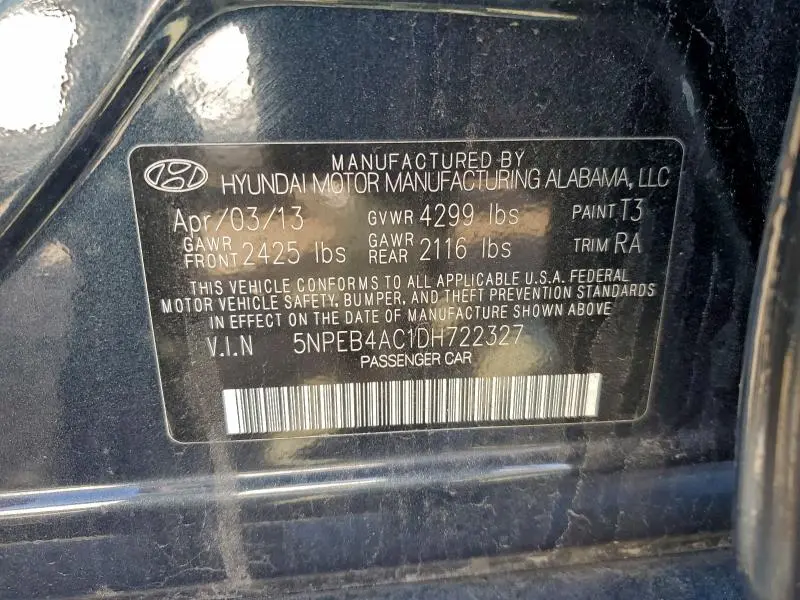 MANUFACTURED BY
HYUNDAI MOTOR MANUFACTURING ALABAMA, LLC
Apr/03/13 GVWR 4299 lbs PAINT T3
GAWR FRONT 2425 lbs GAWR REAR 2116 lbs TRIM RA
THIS VEHICLE CONFORMS TO ALL APPLICABLE U.S.A. FEDERAL
MOTOR VEHICLE SAFETY, BUMPER, AND THEFT PREVENTION STANDARDS
IN EFFECT ON THE DATE OF MANUFACTURE SHOWN ABOVE
V.I.N 5NPEB4AC1DH722327
PASSENGER CAR